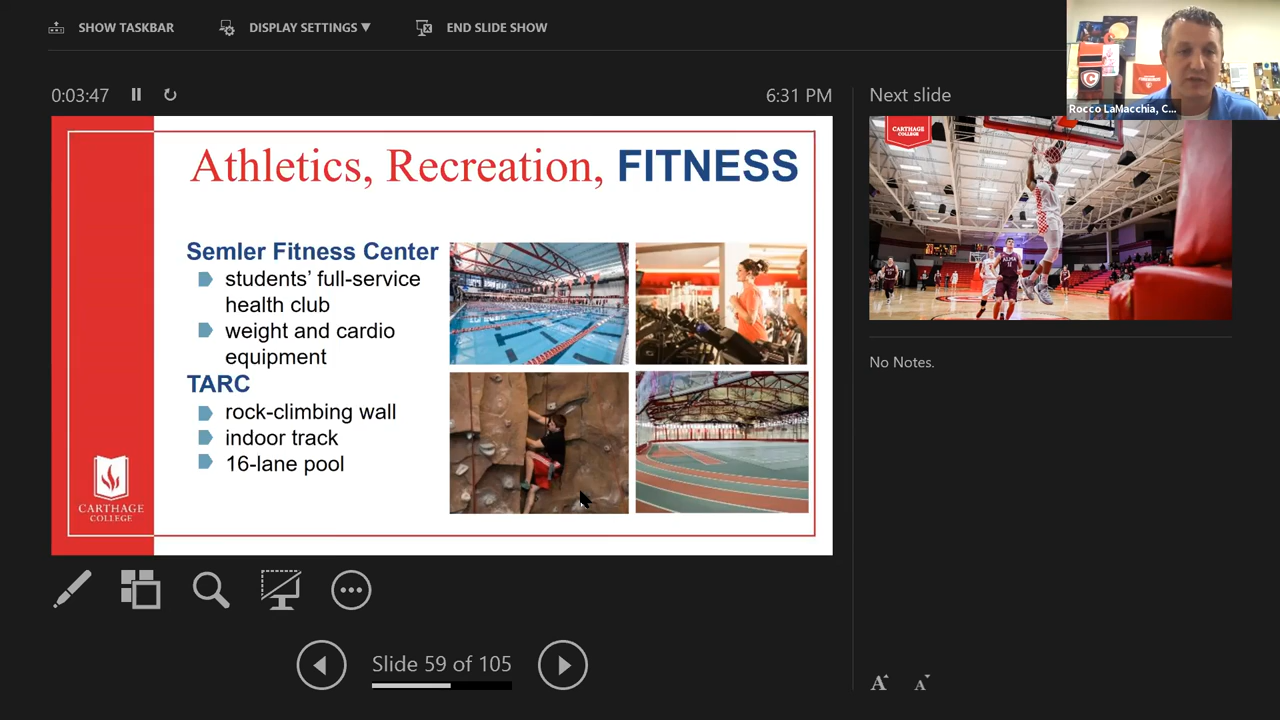 SHOW TASKBAR
DISPLAY SETTINGS ▼
END SLIDE SHOW
0:03:47
6:31 PM
Next slide
Rocco LaMacchia, C...
Athletics, Recreation, FITNESS
Semler Fitness Center
students’ full-service
health club
weight and cardio
equipment
TARC
rock-climbing wall
indoor track
16-lane pool
CARTHAGE
COLLEGE
CARTHAGE
COLLEGE
ALMA
No Notes.
Slide 59 of 105
A A